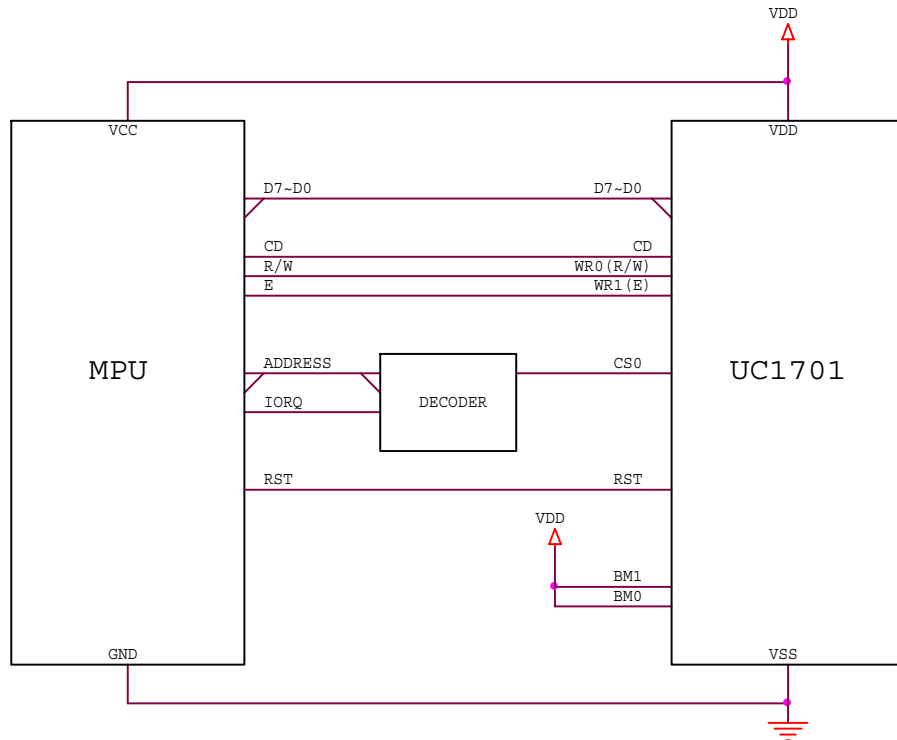 VDD
VCC VDD
D7~D0 D7~D0
CD CD
R/W WR0(R/W)
E WR1(E)
ADDRESS CS0
MPU UC1701
IORQ DECODER
RST RST
VDD
BM1
BM0
GND VSS